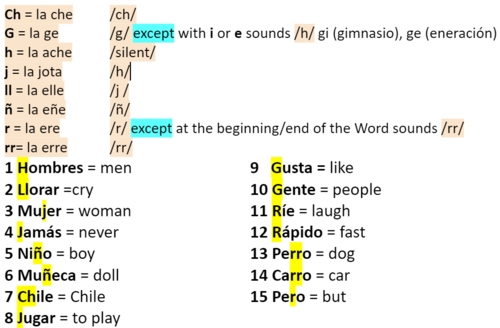 Ch = la che /ch/
G = la ge /g/ except with i or e sounds /h/ gi (gimnasio), ge (eneración)
h = la ache /silent/
j = la jota /h/
ll = la elle /j /
ñ = la eñe /ñ/
r = la ere /r/ except at the beginning/end of the Word sounds /rr/
rr= la erre /rr/
1 Hombres = men
2 Llorar =cry
3 Mujer = woman
4 Jamás = never
5 Niño = boy
6 Muñeca = doll
7 Chile = Chile
8 Jugar = to play
9 Gusta = like
10 Gente = people
11 Ríe = laugh
12 Rápido = fast
13 Perro = dog
14 Carro = car
15 Pero = but